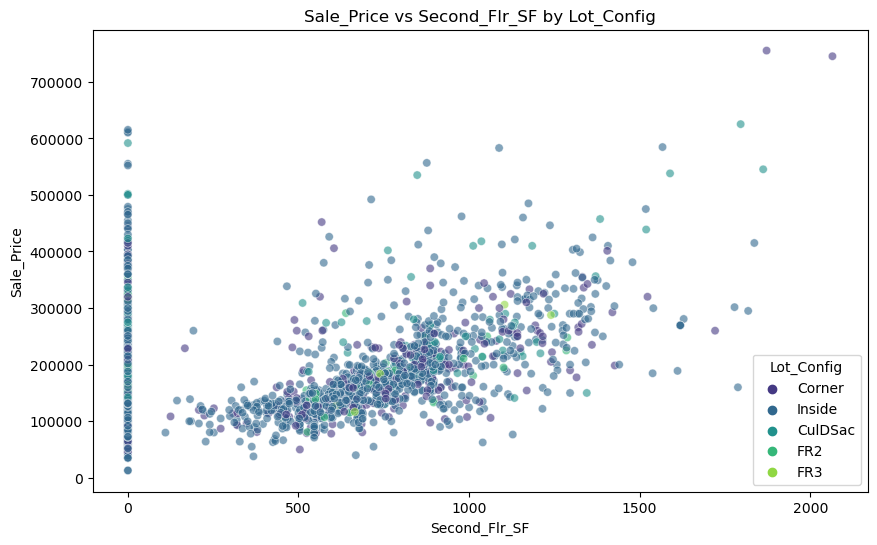 Sale_Price vs Second_Flr_SF by Lot_Config
Sale_Price
700000
600000
500000
400000
300000
200000
100000
0
0
500
1000
1500
2000
Second_Flr_SF
Lot_Config
Corner
Inside
CulDSac
FR2
FR3